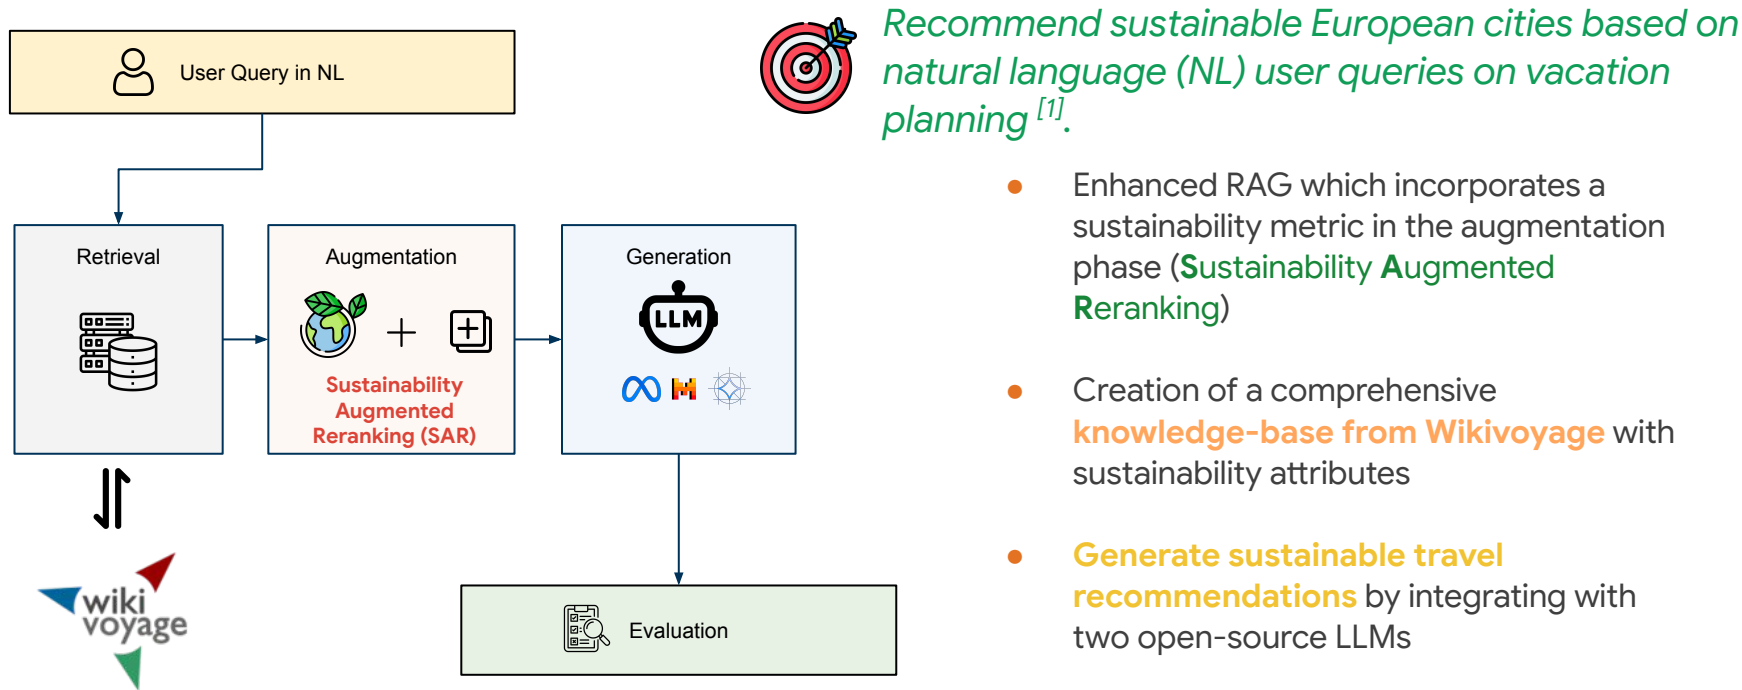 User Query in NL
Retrieval
Augmentation
Sustainability
Augmented
Reranking (SAR)
Generation
LLM
wiki
voyage
Evaluation
Recommend sustainable European cities based on
natural language (NL) user queries on vacation
planning [1].
● Enhanced RAG which incorporates a
sustainability metric in the augmentation
phase (Sustainability Augmented
Reranking)
● Creation of a comprehensive
knowledge-base from Wikivoyage with
sustainability attributes
● Generate sustainable travel
recommendations by integrating with
two open-source LLMs